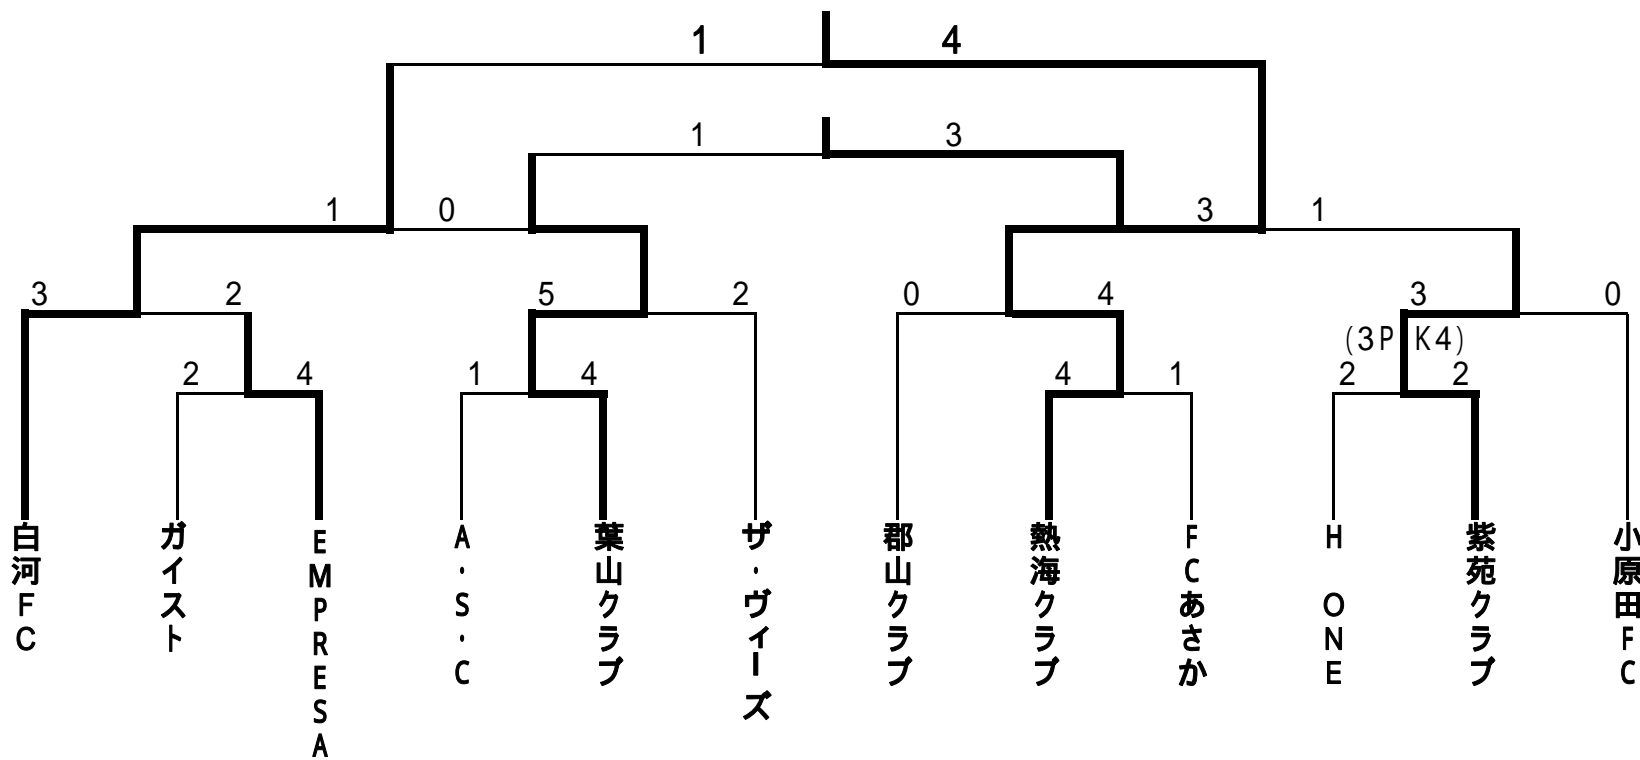 1 4
1 3
1 0 3 1
3 2 5 2 0 4 3 0
(3PK4)
2 4 1 4 4 1 2 2
白河FC
ガイスト
EMPRESA
A・S・C
葉山クラブ
ザ・ヴィーズ
郡山クラブ
熱海クラブ
FCあさか
H ONE
紫苑クラブ
小原田FC